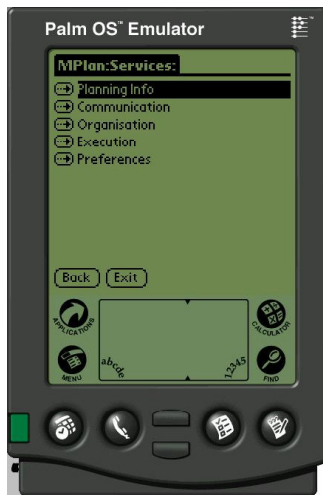 Palm OS™ Emulator
MPlan:Services:
Planning Info
Communication
Organisation
Execution
Preferences
Back Exit
APPLICATIONS
CALCULATOR
MENU
abcde
12345
FIND